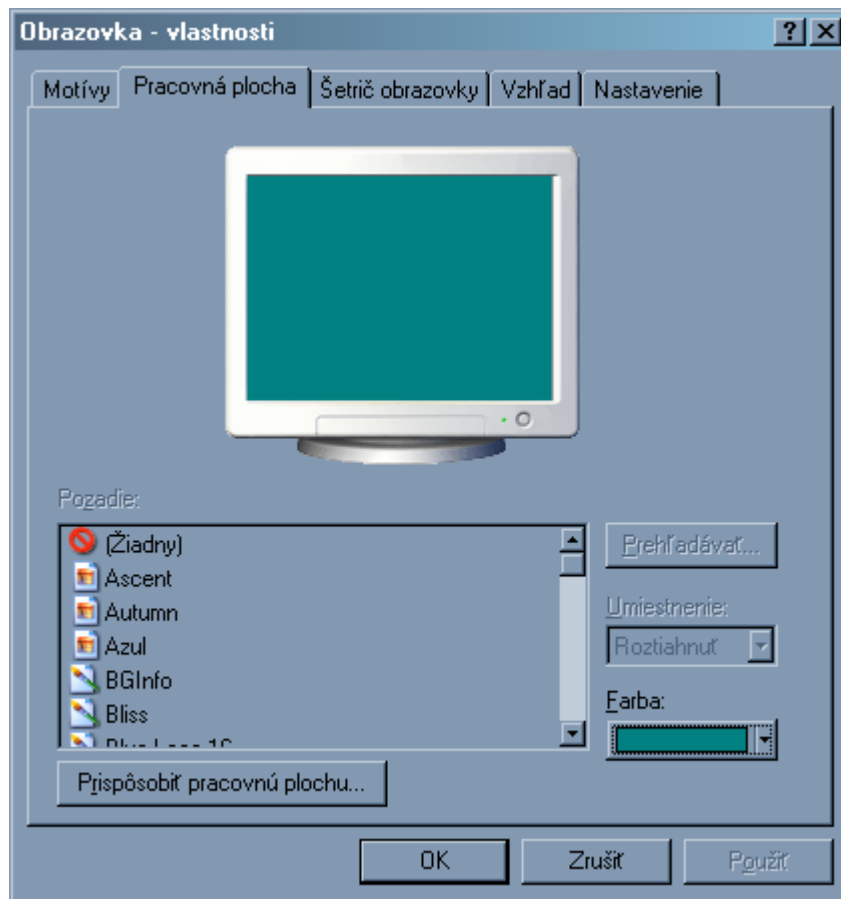 Obrazovka - vlastnosti
Motívy Pracovná plocha Šetrič obrazovky Vzhľad Nastavenie
Pozadie:
(Žiadny)
Ascent
Autumn
Azul
BGInfo
Bliss
Prehľadávať...
Umiestnenie:
Roztiahnuť
Farba:
Prispôsobiť pracovnú plochu...
OK Zrušiť Použiť